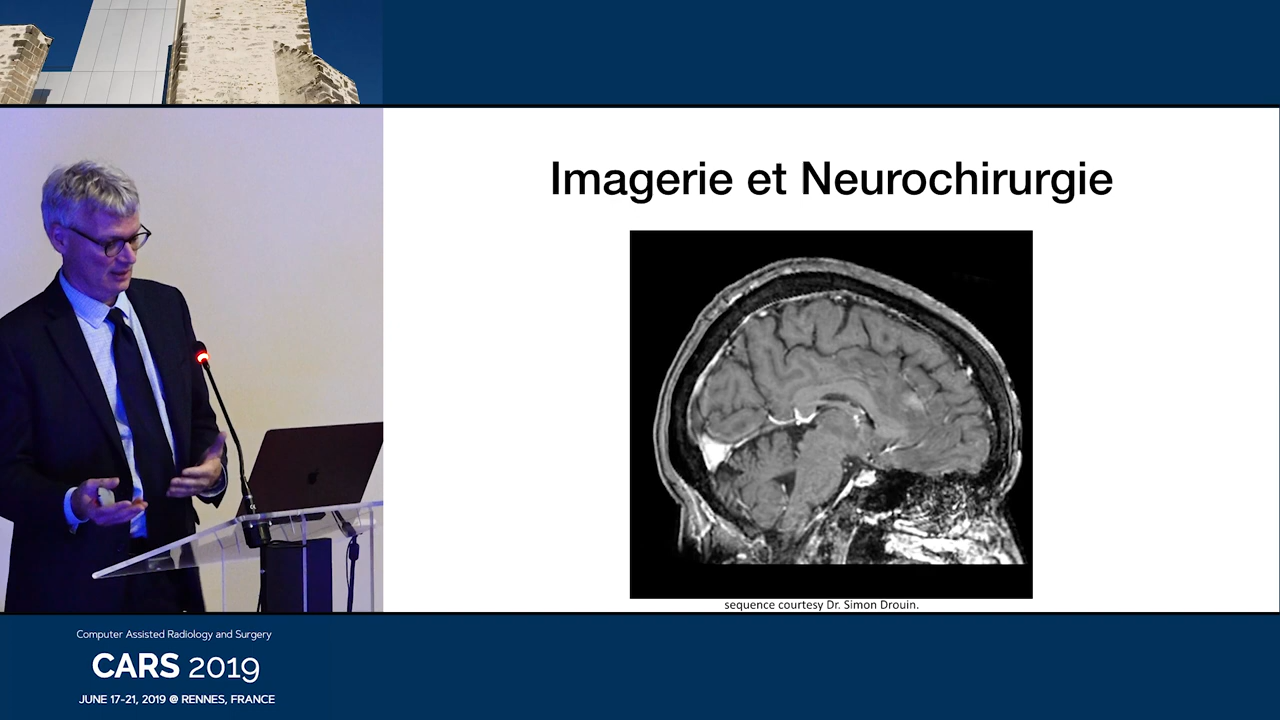 Imagerie et Neurochirurgie
sequence courtesy Dr. Simon Drouin.
Computer Assisted Radiology and Surgery
CARS 2019
JUNE 17-21, 2019 @ RENNES, FRANCE